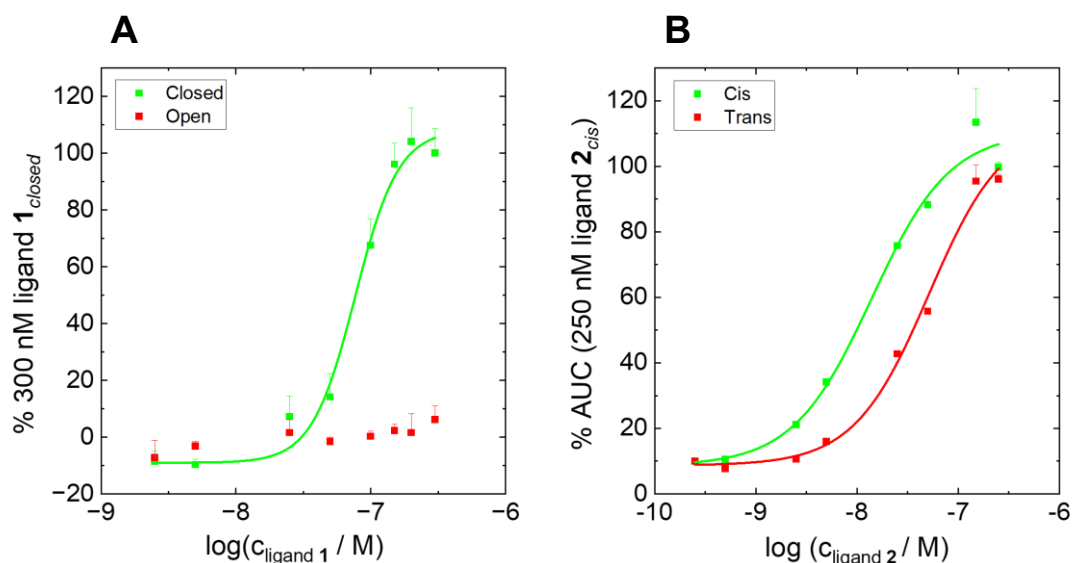 A
% 300 nM ligand 1closed
120
100
80
60
40
20
0
−20
Closed
Open
−9
−8
−7
−6
log(cligand 1 / M)
B
% AUC (250 nM ligand 2cis)
120
100
80
60
40
20
0
Cis
Trans
-10
-9
-8
-7
-6
log (cligand 2 / M)